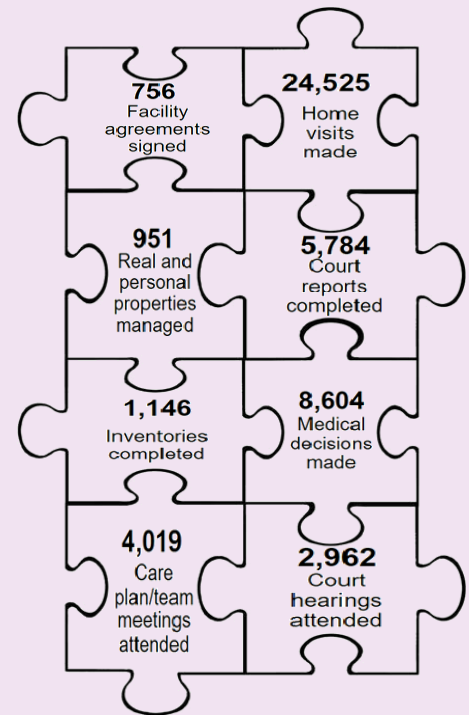 756
Facility
agreements
signed
24,525
Home
visits
made
951
Real and
personal
properties
managed
5,784
Court
reports
completed
1,146
Inventories
completed
8,604
Medical
decisions
made
4,019
Care
plan/team
meetings
attended
2,962
Court
hearings
attended